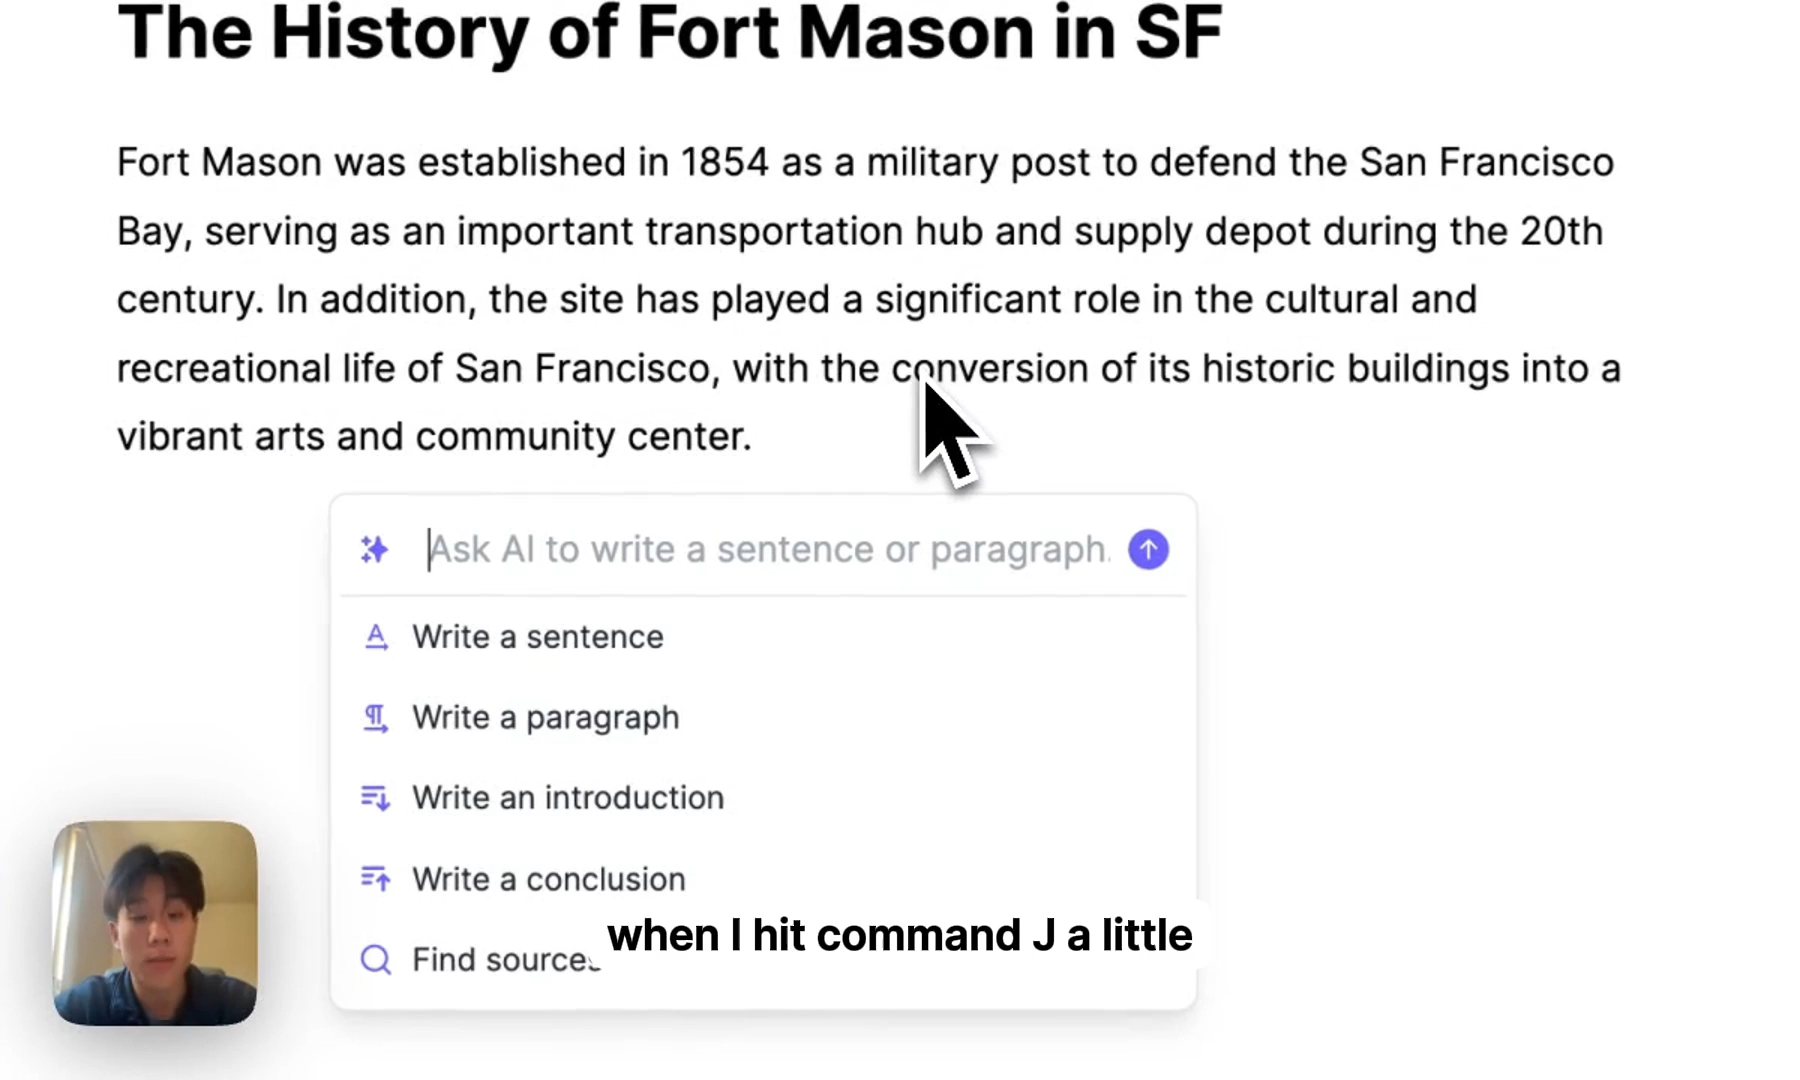 The History of Fort Mason in SF
Fort Mason was established in 1854 as a military post to defend the San Francisco
Bay, serving as an important transportation hub and supply depot during the 20th
century. In addition, the site has played a significant role in the cultural and
recreational life of San Francisco, with the conversion of its historic buildings into a
vibrant arts and community center.
Ask AI to write a sentence or paragraph.
Write a sentence
Write a paragraph
Write an introduction
Write a conclusion
Find sources
when I hit command J a little